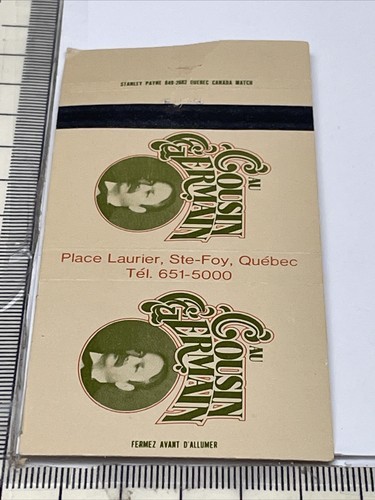 STANLEY PAYNE 849-2683 QUEBEC CANADA MATCH
AU
COUSIN
GERMAIN
Place Laurier, Ste-Foy, Québec
Tél. 651-5000
AU
COUSIN
GERMAIN
FERMEZ AVANT D'ALLUMER